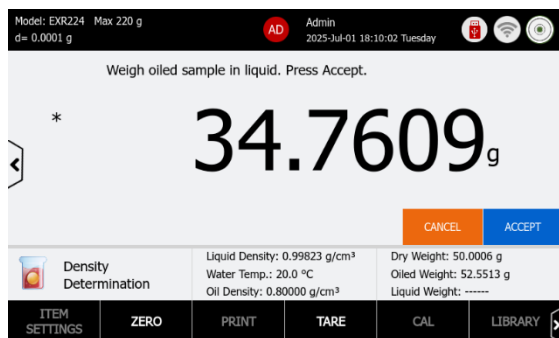 Model: EXR224 Max 220 g
d= 0.0001 g
AD
Admin
2025-Jul-01 18:10:02 Tuesday
Weigh oiled sample in liquid. Press Accept.
*
34.7609 g
CANCEL
ACCEPT
Density
Determination
Liquid Density: 0.99823 g/cm³
Water Temp.: 20.0 °C
Oil Density: 0.80000 g/cm³
Dry Weight: 50.0006 g
Oiled Weight: 52.5513 g
Liquid Weight: ------
ITEM
SETTINGS
ZERO
PRINT
TARE
CAL
LIBRARY